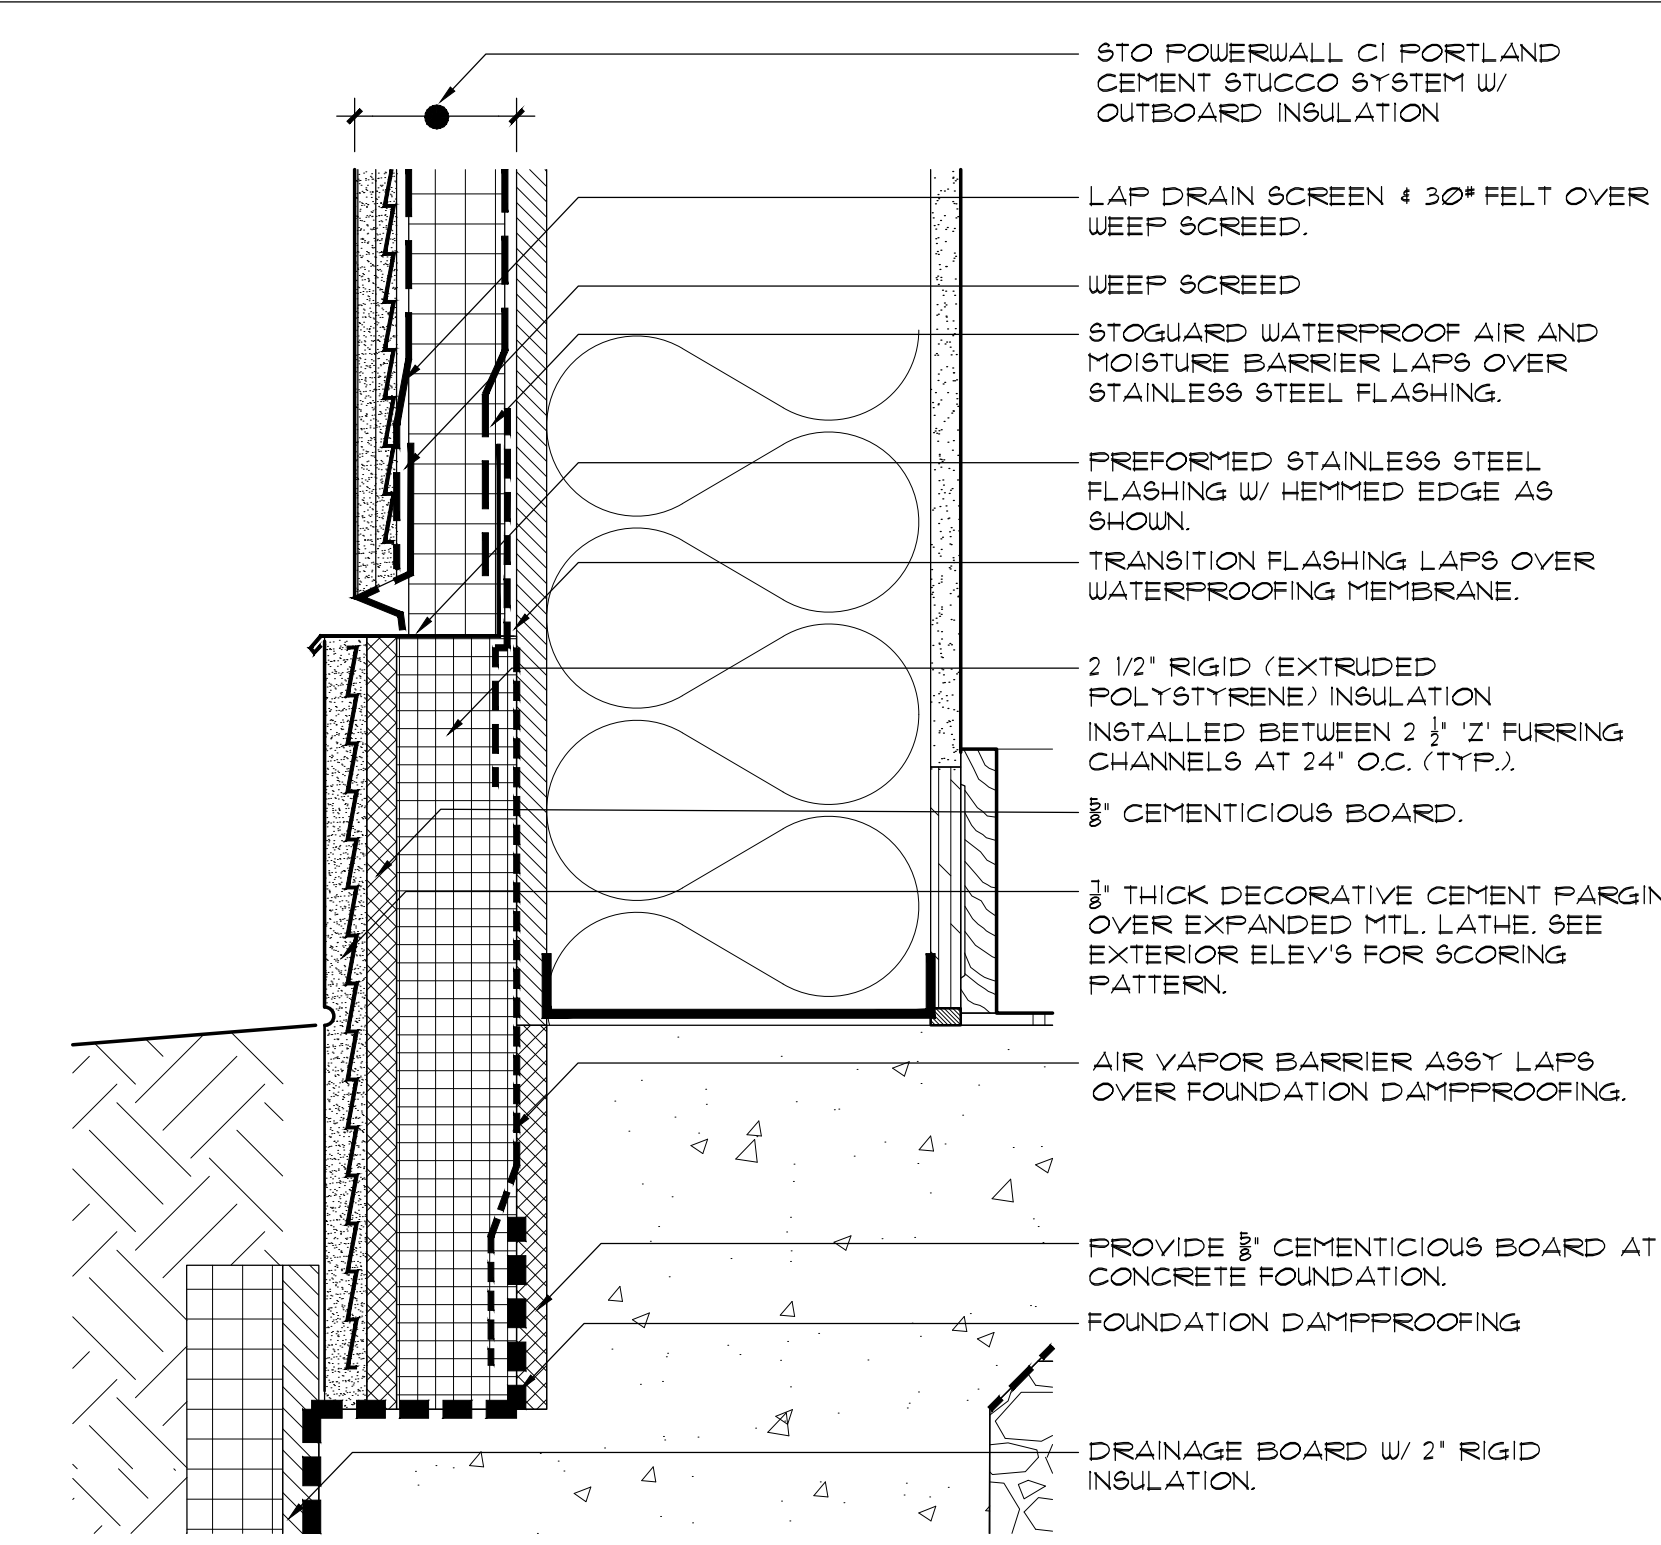 STO POWERWALL CI PORTLAND
CEMENT STUCCO SYSTEM W/
OUTBOARD INSULATION
LAP DRAIN SCREEN & 30# FELT OVER
WEEP SCREED.
WEEP SCREED
STOGUARD WATERPROOF AIR AND
MOISTURE BARRIER LAPS OVER
STAINLESS STEEL FLASHING.
PREFORMED STAINLESS STEEL
FLASHING W/ HEMMED EDGE AS
SHOWN.
TRANSITION FLASHING LAPS OVER
WATERPROOFING MEMBRANE.
2 1/2" RIGID (EXTRUDED
POLYSTYRENE) INSULATION
INSTALLED BETWEEN 2 1/2" 'Z' FURRING
CHANNELS AT 24" O.C. (TYP.).
5/8" CEMENTICIOUS BOARD.
7/8" THICK DECORATIVE CEMENT PARGIN
OVER EXPANDED MTL. LATHE. SEE
EXTERIOR ELEV'S FOR SCORING
PATTERN.
AIR VAPOR BARRIER ASSY LAPS
OVER FOUNDATION DAMPPROOFING.
PROVIDE 5/8" CEMENTICIOUS BOARD AT
CONCRETE FOUNDATION.
FOUNDATION DAMPPROOFING
DRAINAGE BOARD W/ 2" RIGID
INSULATION.